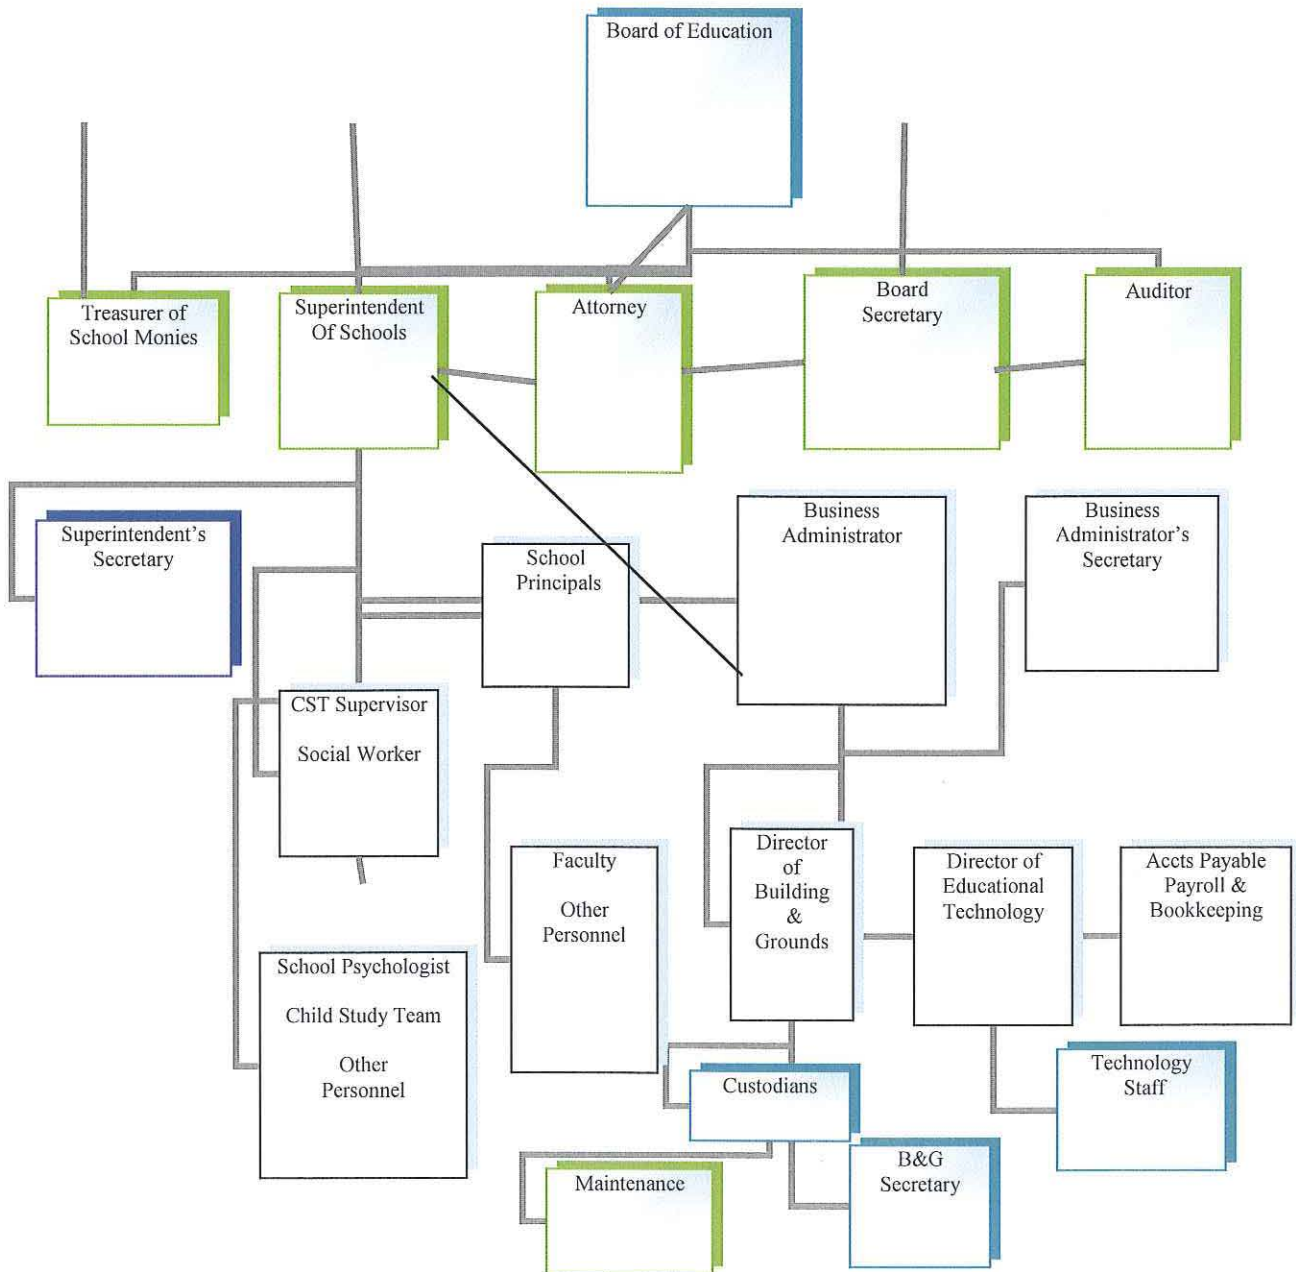 Board of Education
Treasurer of
School Monies
Superintendent
Of Schools
Attorney
Board
Secretary
Auditor
Superintendent's
Secretary
School
Principals
Business
Administrator
Business
Administrator's
Secretary
CST Supervisor
Social Worker
Faculty
Other
Personnel
Director
of
Building
&
Grounds
Director of
Educational
Technology
Accts Payable
Payroll &
Bookkeeping
School Psychologist
Child Study Team
Other
Personnel
Custodians
Technology
Staff
Maintenance
B&G
Secretary